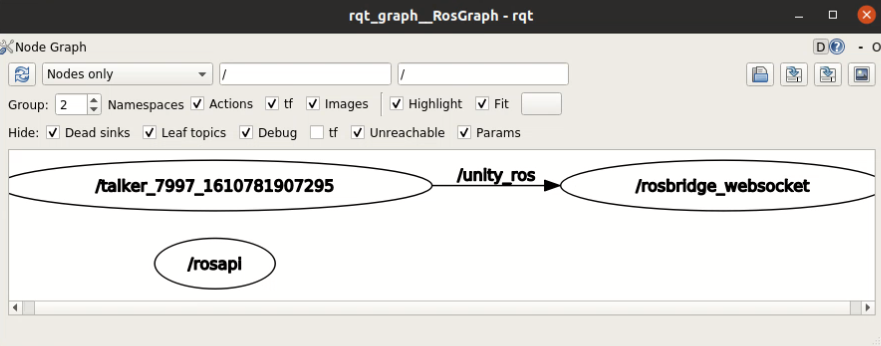 rqt_graph__RosGraph - rqt
Node Graph D ? - O
Nodes only / /
Group: 2 Namespaces Actions tf Images Highlight Fit
Hide: Dead sinks Leaf topics Debug tf Unreachable Params
/talker_7997_1610781907295 /unity_ros /rosbridge_websocket
/rosapi